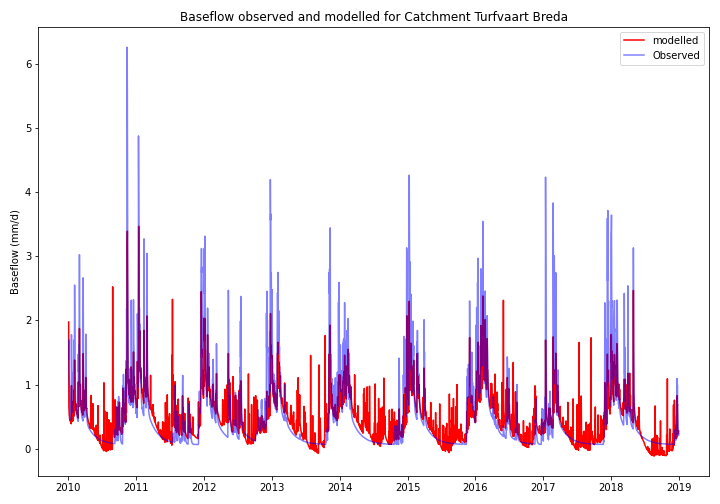 Baseflow observed and modelled for Catchment Turfvaart Breda
modelled
Observed
Baseflow (mm/d)
6
5
4
3
2
1
0
2010 2011 2012 2013 2014 2015 2016 2017 2018 2019